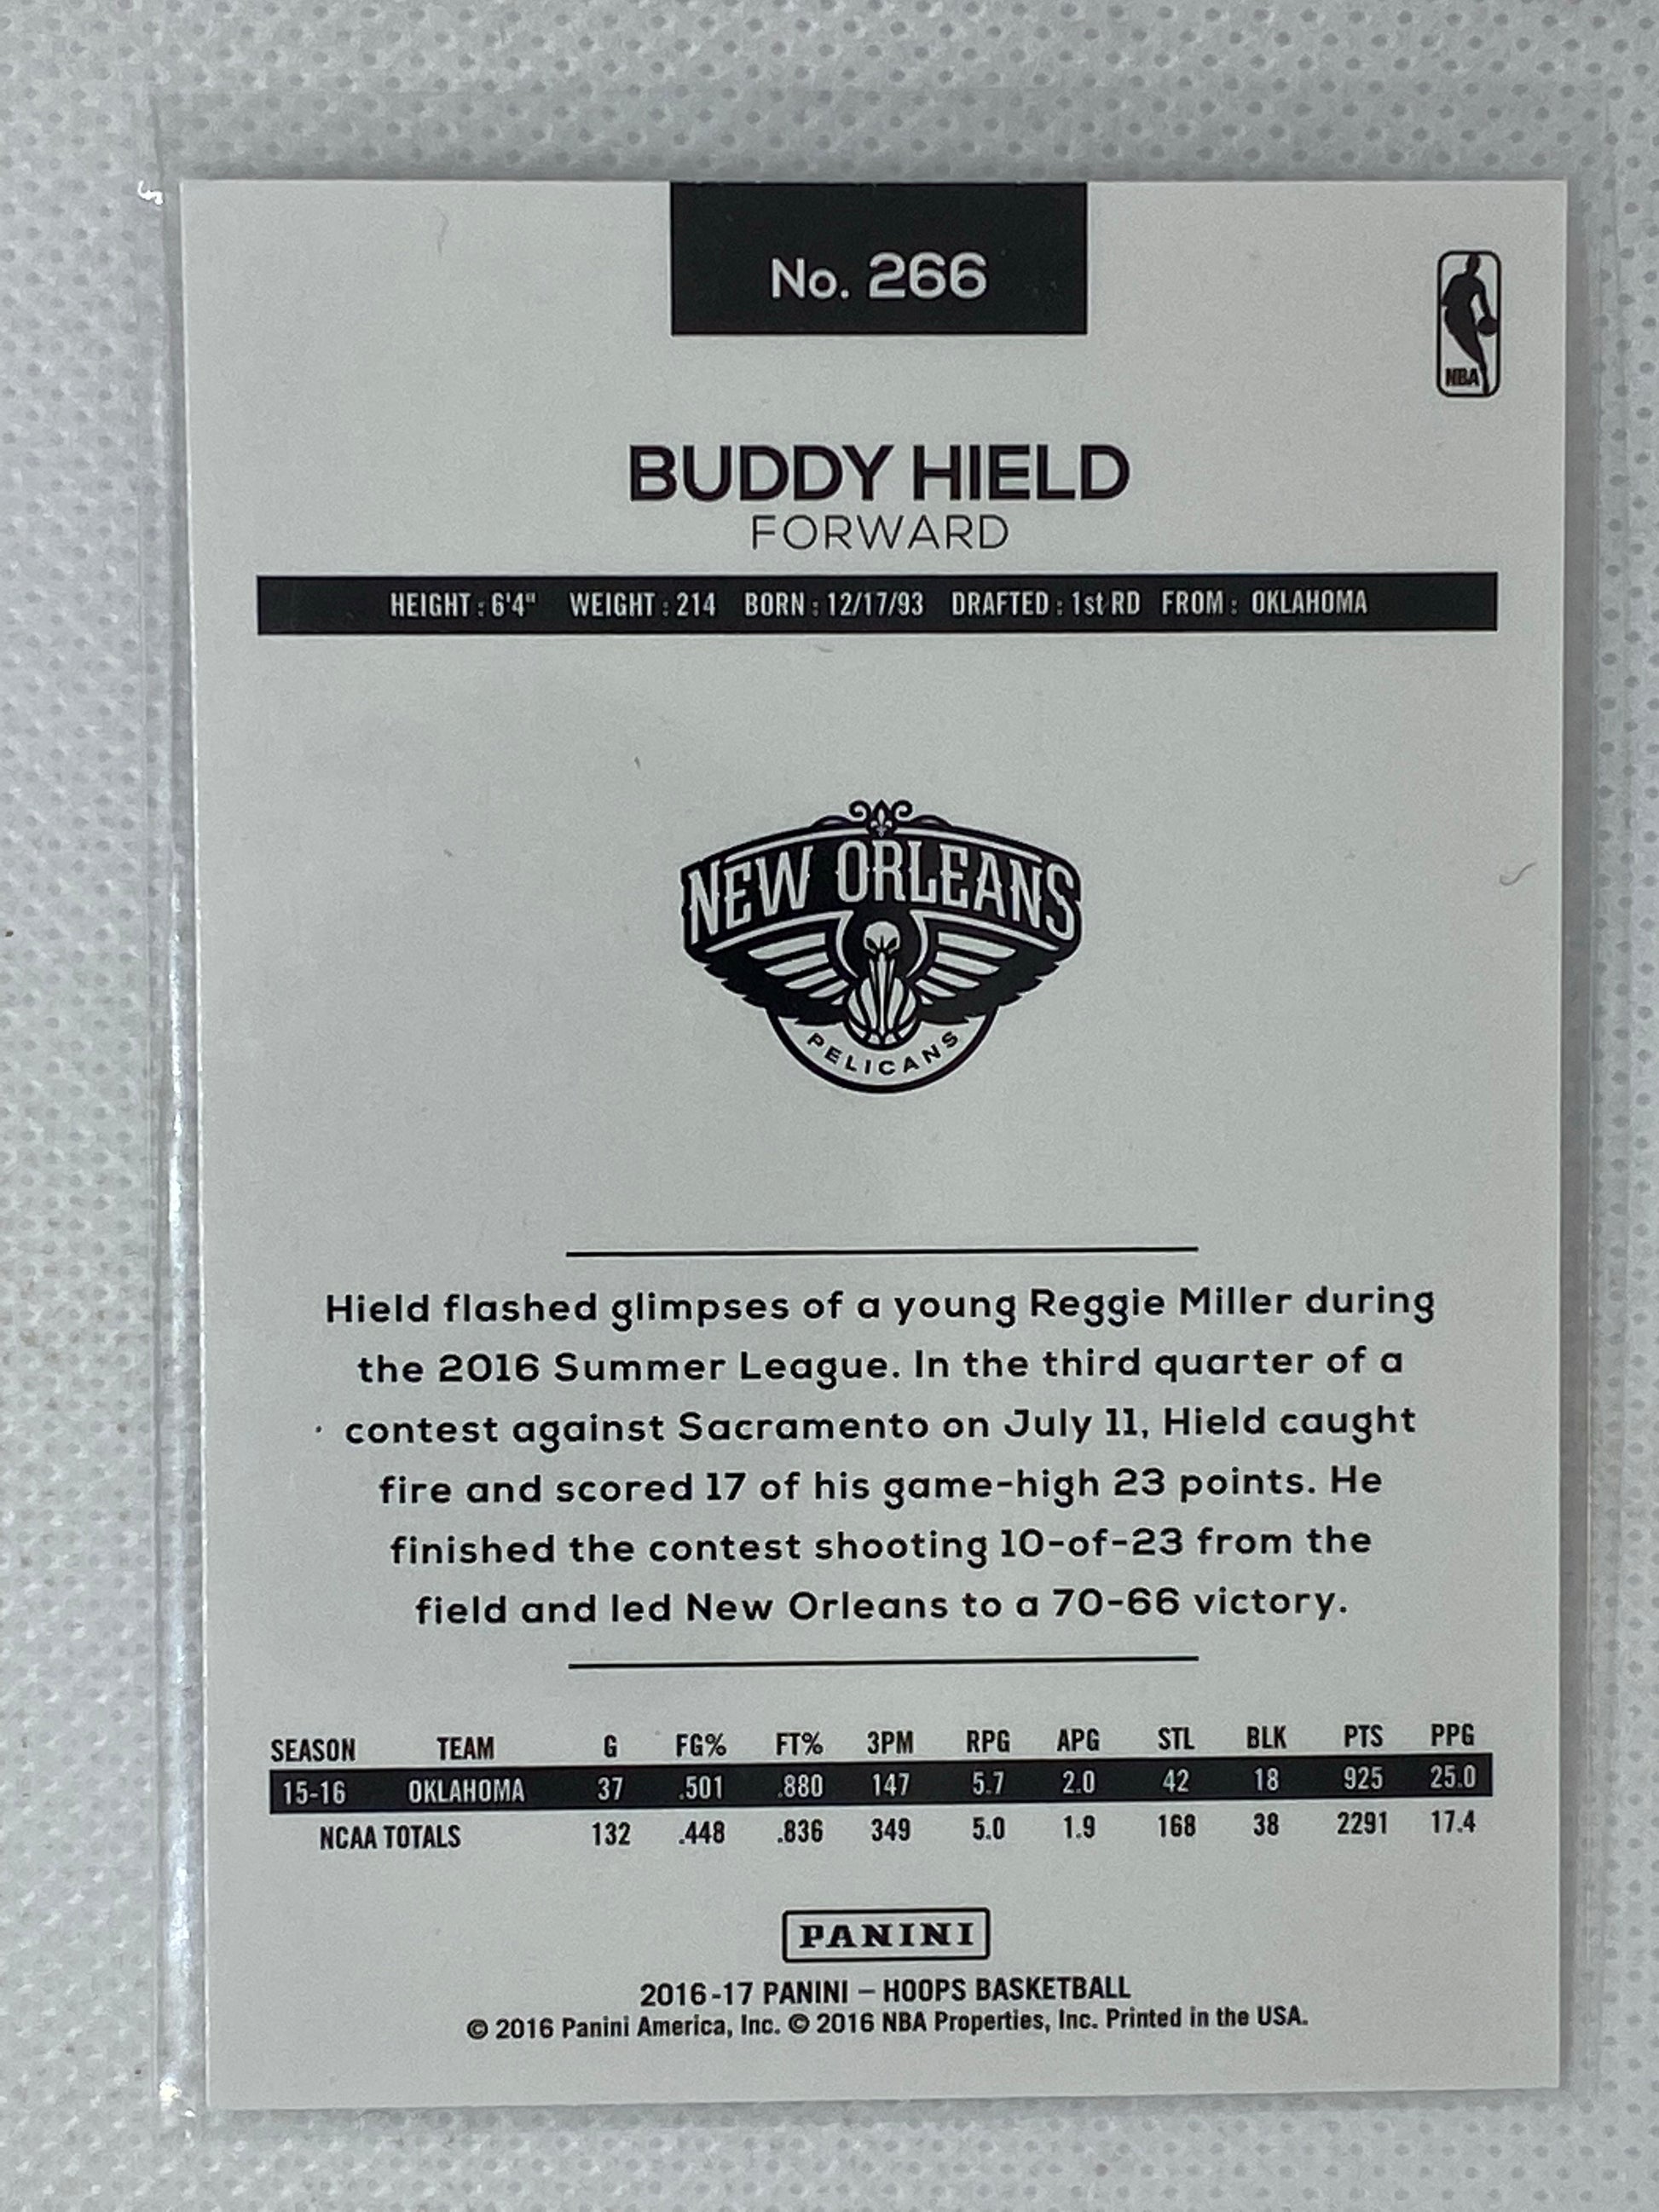 No. 266
NBA
BUDDY HIELD
FORWARD
HEIGHT : 6'4" WEIGHT : 214 BORN : 12/17/93 DRAFTED : 1st RD FROM : OKLAHOMA
NEW ORLEANS
PELICANS
Hield flashed glimpses of a young Reggie Miller during
the 2016 Summer League. In the third quarter of a
contest against Sacramento on July 11, Hield caught
fire and scored 17 of his game-high 23 points. He
finished the contest shooting 10-of-23 from the
field and led New Orleans to a 70-66 victory.
SEASON TEAM G FG% FT% 3PM RPG APG STL BLK PTS PPG
15-16 OKLAHOMA 37 .501 .880 147 5.7 2.0 42 18 925 25.0
NCAA TOTALS 132 .448 .836 349 5.0 1.9 168 38 2291 17.4
PANINI
2016-17 PANINI – HOOPS BASKETBALL
© 2016 Panini America, Inc. © 2016 NBA Properties, Inc. Printed in the USA.